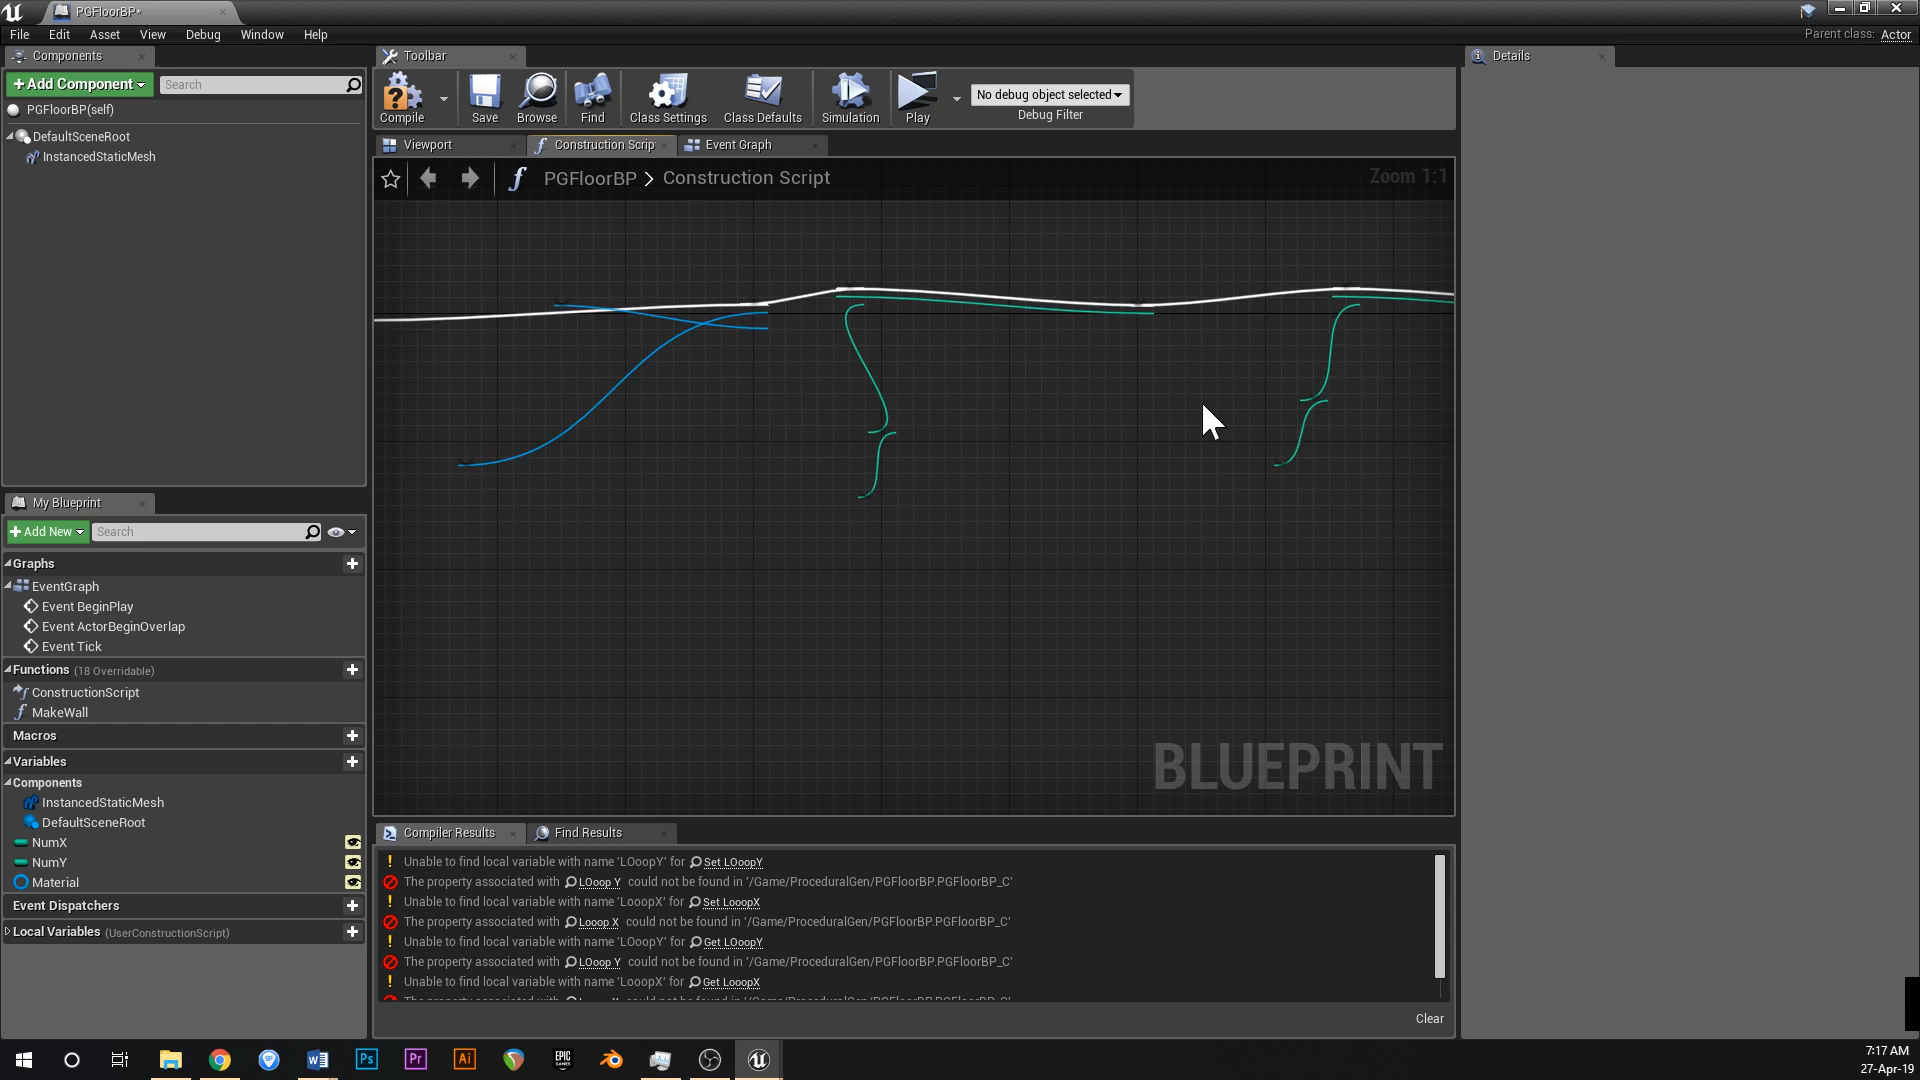 PGFloorBP*
File Edit Asset View Debug Window Help
Parent class: Actor
Components
Toolbar
Details
+ Add Component
Search
PGFloorBP(self)
DefaultSceneRoot
InstancedStaticMesh
Compile
Save
Browse
Find
Class Settings
Class Defaults
Simulation
Play
No debug object selected
Debug Filter
Viewport
Construction Scrip
Event Graph
PGFloorBP > Construction Script
Zoom 1:1
BLUEPRINT
My Blueprint
+ Add New
Search
Graphs
EventGraph
Event BeginPlay
Event ActorBeginOverlap
Event Tick
Functions (18 Overridable)
ConstructionScript
MakeWall
Macros
Variables
Components
InstancedStaticMesh
DefaultSceneRoot
NumX
NumY
Material
Event Dispatchers
Local Variables (UserConstructionScript)
Compiler Results
Find Results
Unable to find local variable with name 'LOoopY' for Set LOoopY
The property associated with LOoop Y could not be found in '/Game/ProceduralGen/PGFloorBP.PGFloorBP_C'
Unable to find local variable with name 'LooopX' for Set LooopX
The property associated with Looop X could not be found in '/Game/ProceduralGen/PGFloorBP.PGFloorBP_C'
Unable to find local variable with name 'LOoopY' for Get LOoopY
The property associated with LOoop Y could not be found in '/Game/ProceduralGen/PGFloorBP.PGFloorBP_C'
Unable to find local variable with name 'LooopX' for Get LooopX
Clear
Ps
Pr
Ai
EPIC GAMES
7:17 AM
27-Apr-19